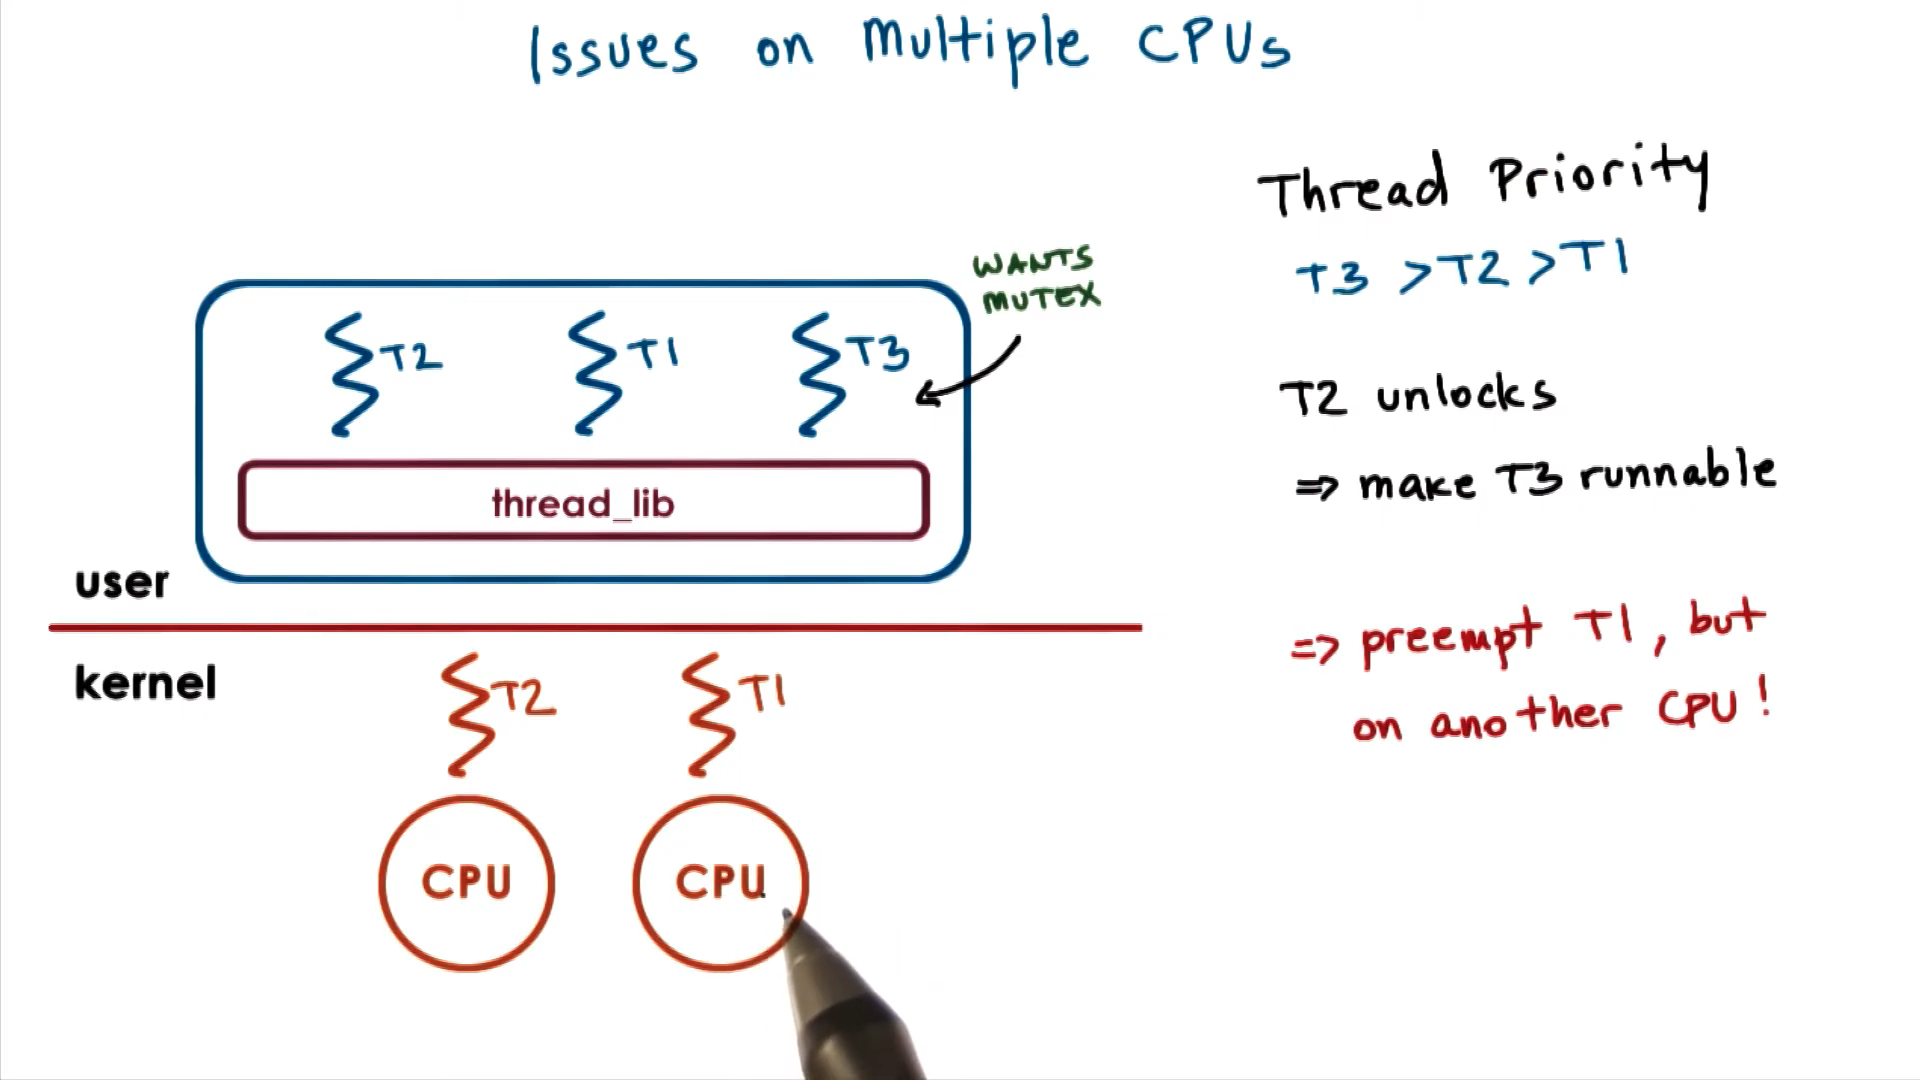 Issues on Multiple CPUs
Thread Priority
T3 > T2 > T1
WANTS
MUTEX
T2
T1
T3
T2 unlocks
⇒ make T3 runnable
thread_lib
user
⇒ preempt T1, but
on another CPU!
kernel
T2
T1
CPU
CPU